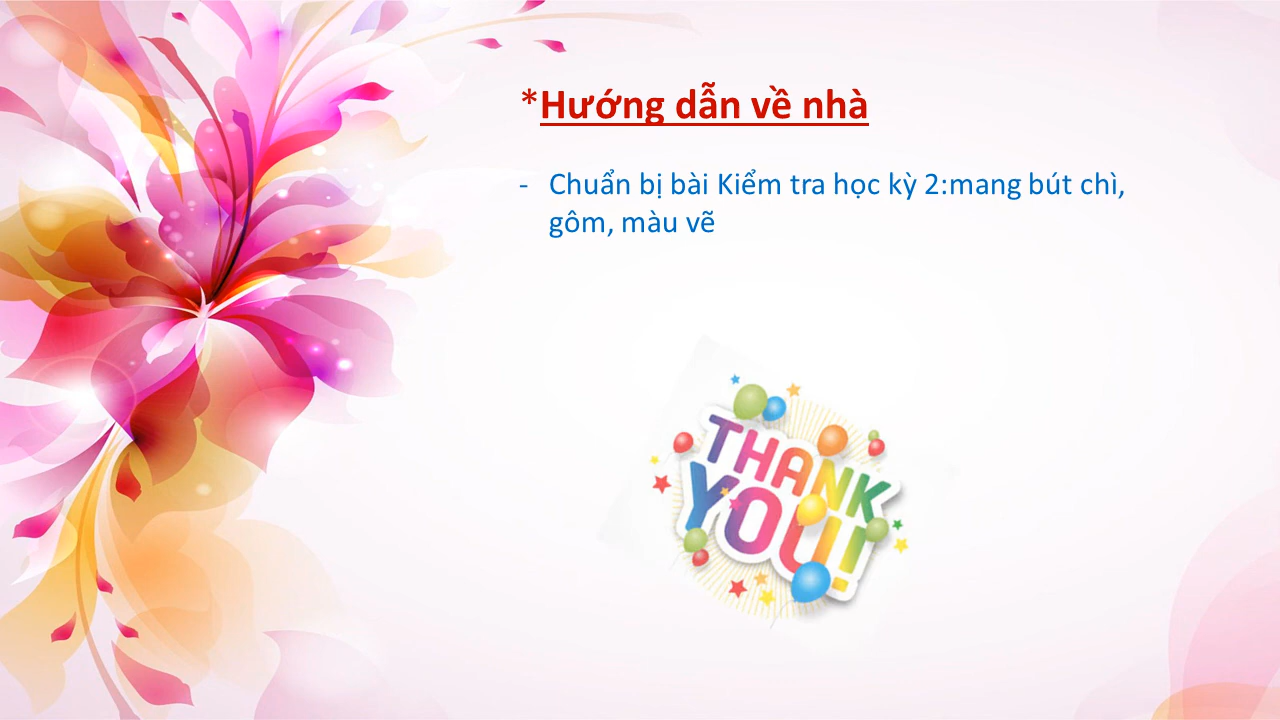 *Hướng dẫn về nhà
- Chuẩn bị bài Kiểm tra học kỳ 2:mang bút chì,
gôm, màu vẽ
THANK
YOU!